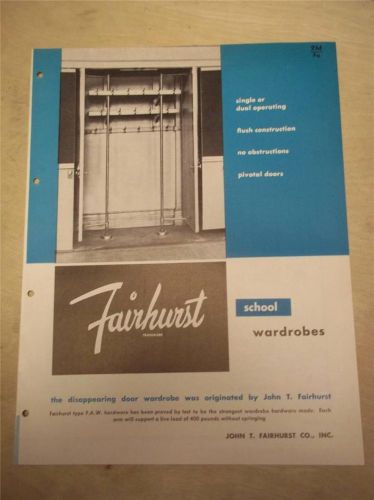 single or
dual operating
flush construction
no obstructions
pivotal doors
Fairhurst
school
wardrobes
the disappearing door wardrobe was originated by John T. Fairhurst
Fairhurst type F.A.W. hardware has been proved by test to be the strongest wardrobe hardware made. Each
arm will support a live load of 400 pounds without springing
JOHN T. FAIRHURST CO., INC.